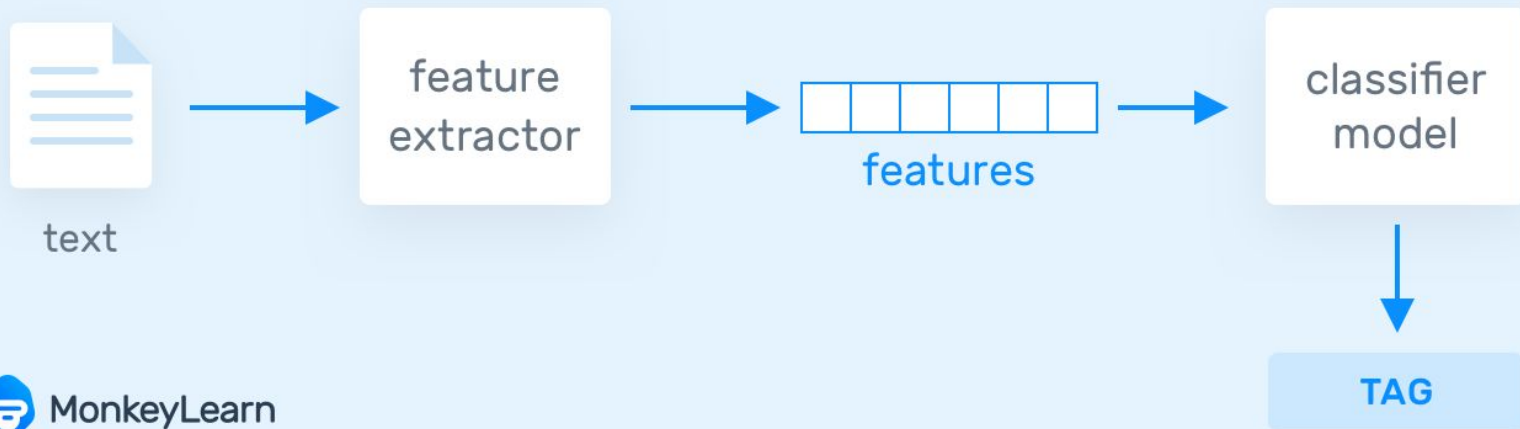 text
feature
extractor
features
classifier
model
TAG
MonkeyLearn